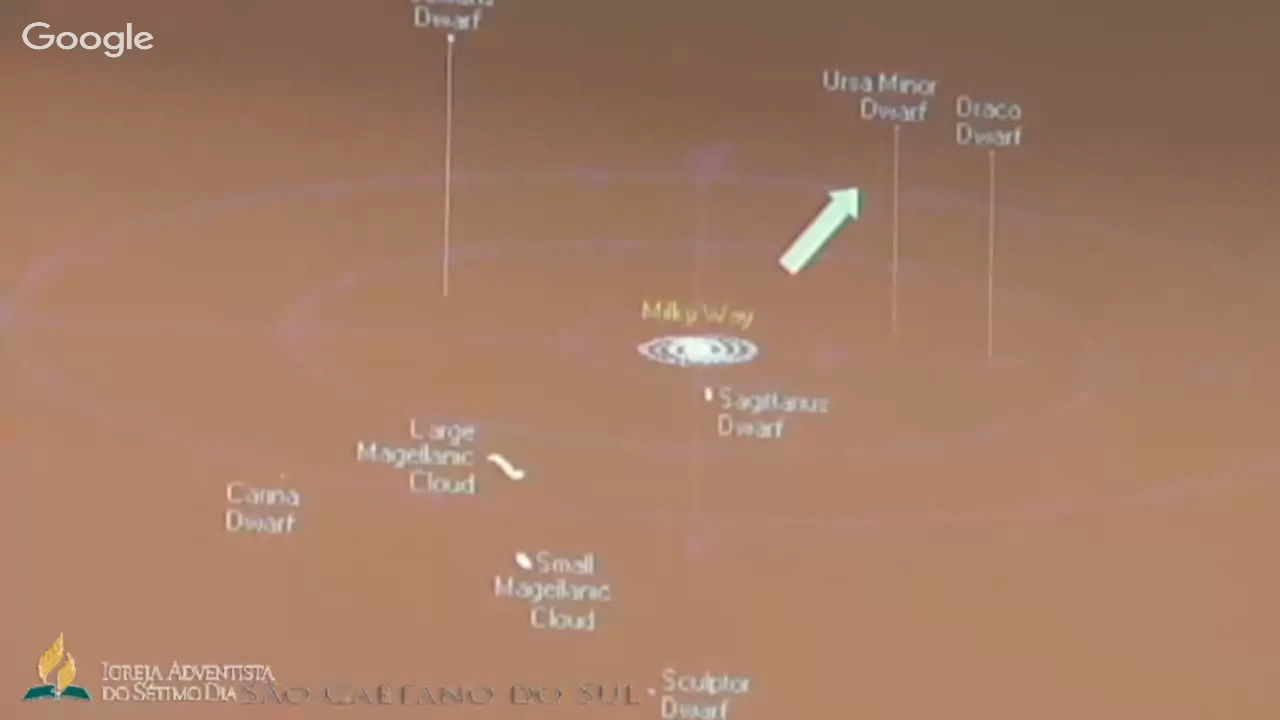 Dwarf
Google
Ursa Minor
Dwarf
Draco
Dwarf
Milky Way
Sagittarius
Dwarf
Large
Magellanic
Cloud
Carina
Dwarf
Small
Magellanic
Cloud
Igreja Adventista
do Sétimo Dia
São Caetano do Sul
Sculptor
Dwarf